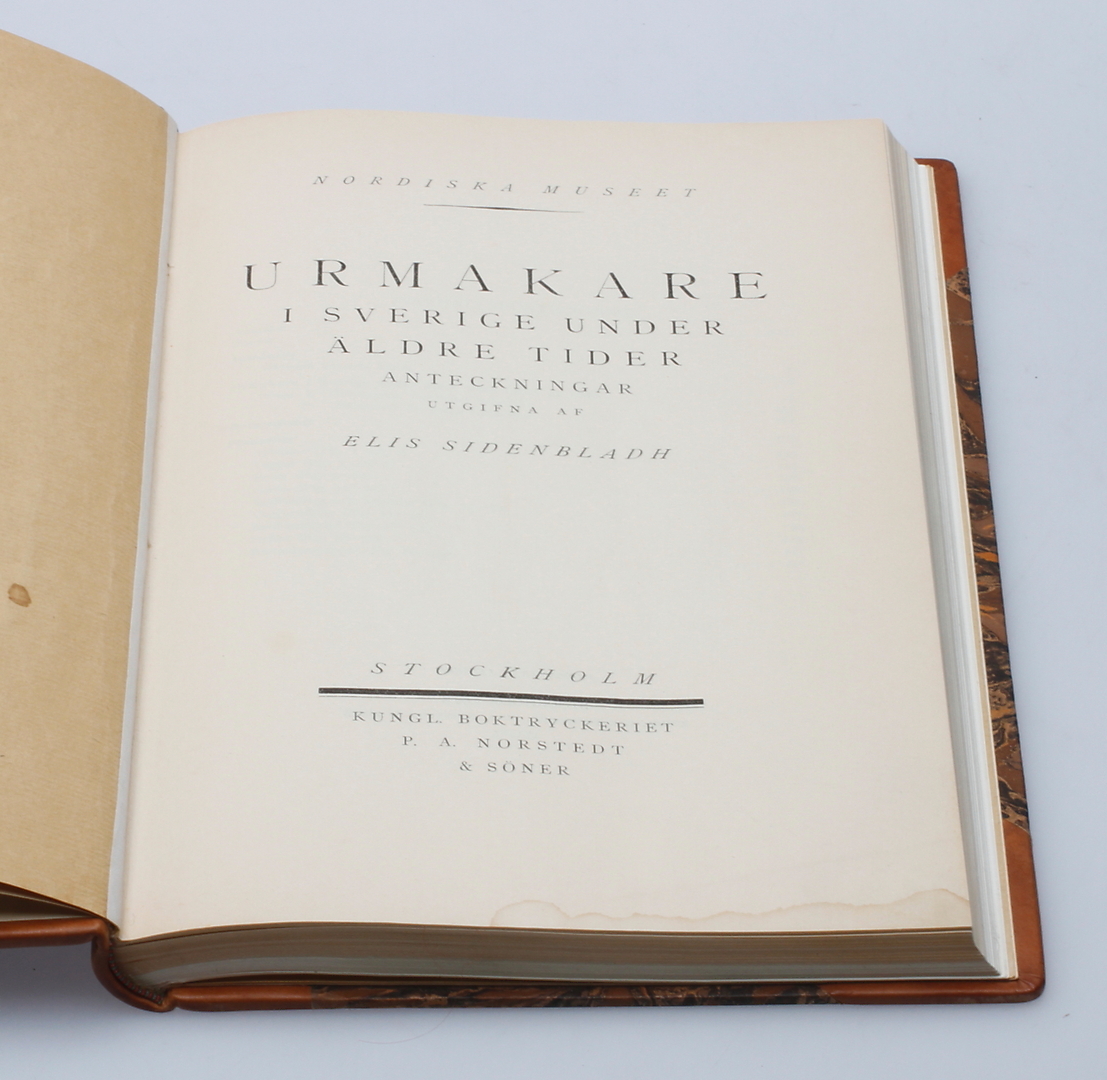 NORDISKA MUSEET
URMAKARE
I SVERIGE UNDER
ÄLDRE TIDER
ANTECKNINGAR
UTGIFNA AF
ELIS SIDENBLADH
STOCKHOLM
KUNGL. BOKTRYCKERIET
P. A. NORSTEDT
& SÖNER